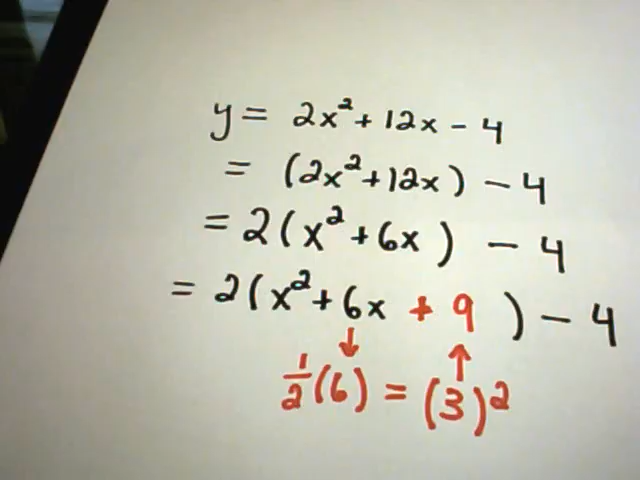 y = 2x² + 12x - 4
= (2x² + 12x) - 4
= 2(x² + 6x) - 4
= 2(x² + 6x + 9) - 4
↓ ↑
½(6) = (3)²